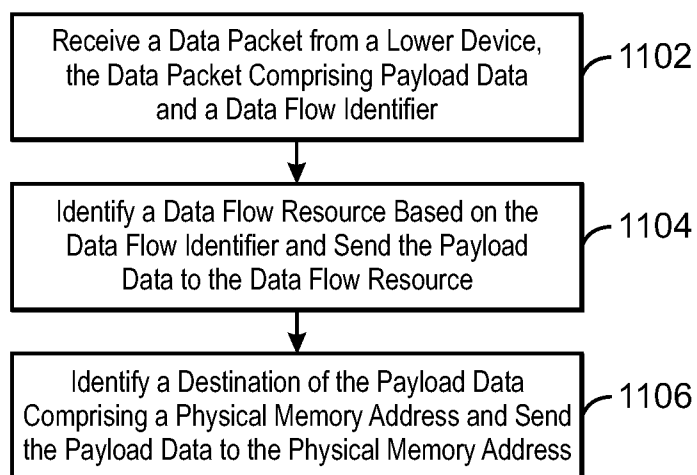 Receive a Data Packet from a Lower Device,
the Data Packet Comprising Payload Data
and a Data Flow Identifier
1102
Identify a Data Flow Resource Based on the
Data Flow Identifier and Send the Payload
Data to the Data Flow Resource
1104
Identify a Destination of the Payload Data
Comprising a Physical Memory Address and Send
the Payload Data to the Physical Memory Address
1106